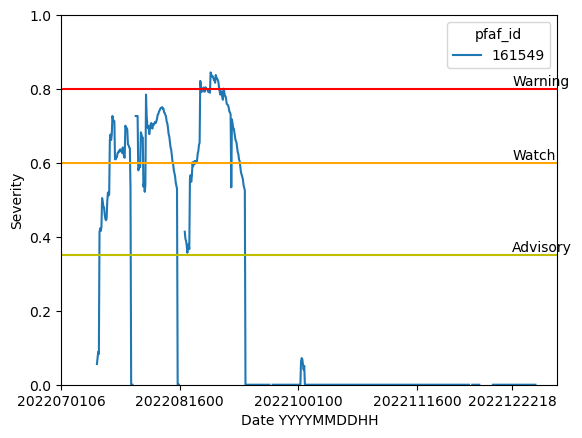 1.0
pfaf_id
161549
0.8
Warning
0.6
Watch
Severity
0.4
Advisory
0.2
0.0
2022070106 2022081600 2022100100 2022111600 2022122218
Date YYYYMMDDHH